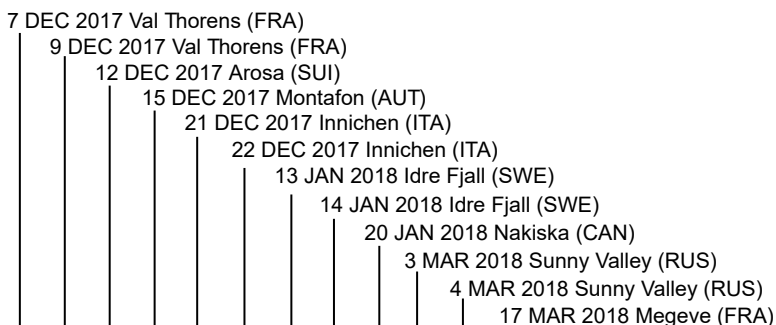 7 DEC 2017 Val Thorens (FRA)
9 DEC 2017 Val Thorens (FRA)
12 DEC 2017 Arosa (SUI)
15 DEC 2017 Montafon (AUT)
21 DEC 2017 Innichen (ITA)
22 DEC 2017 Innichen (ITA)
13 JAN 2018 Idre Fjall (SWE)
14 JAN 2018 Idre Fjall (SWE)
20 JAN 2018 Nakiska (CAN)
3 MAR 2018 Sunny Valley (RUS)
4 MAR 2018 Sunny Valley (RUS)
17 MAR 2018 Megeve (FRA)